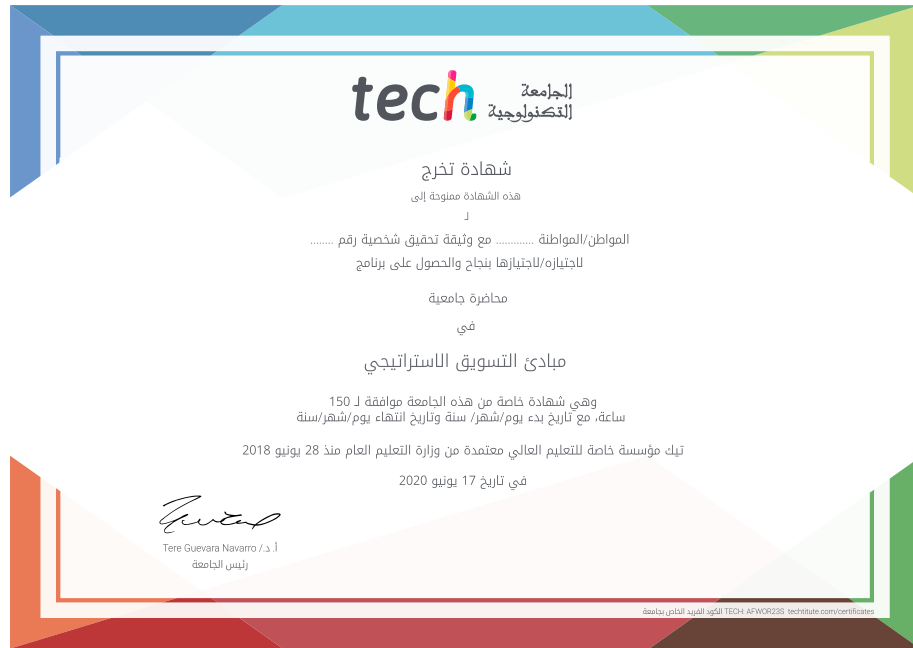 tech الجامعة
التكنولوجية
شهادة تخرج
هذه الشهادة ممنوحة إلى
لـ
المواطن/المواطنة ............. مع وثيقة تحقيق شخصية رقم ........
لاجتيازه/لاجتيازها بنجاح والحصول على برنامج
محاضرة جامعية
في
مبادئ التسويق الاستراتيجي
وهي شهادة خاصة من هذه الجامعة موافقة لـ 150
ساعة، مع تاريخ بدء يوم/شهر/ سنة وتاريخ انتهاء يوم/شهر/سنة
تيك مؤسسة خاصة للتعليم العالي معتمدة من وزارة التعليم العام منذ 28 يونيو 2018
في تاريخ 17 يونيو 2020
أ. د./ Tere Guevara Navarro
رئيس الجامعة
الكود الفريد الخاص بجامعة TECH: AFWOR23S techtitute.com/certificates